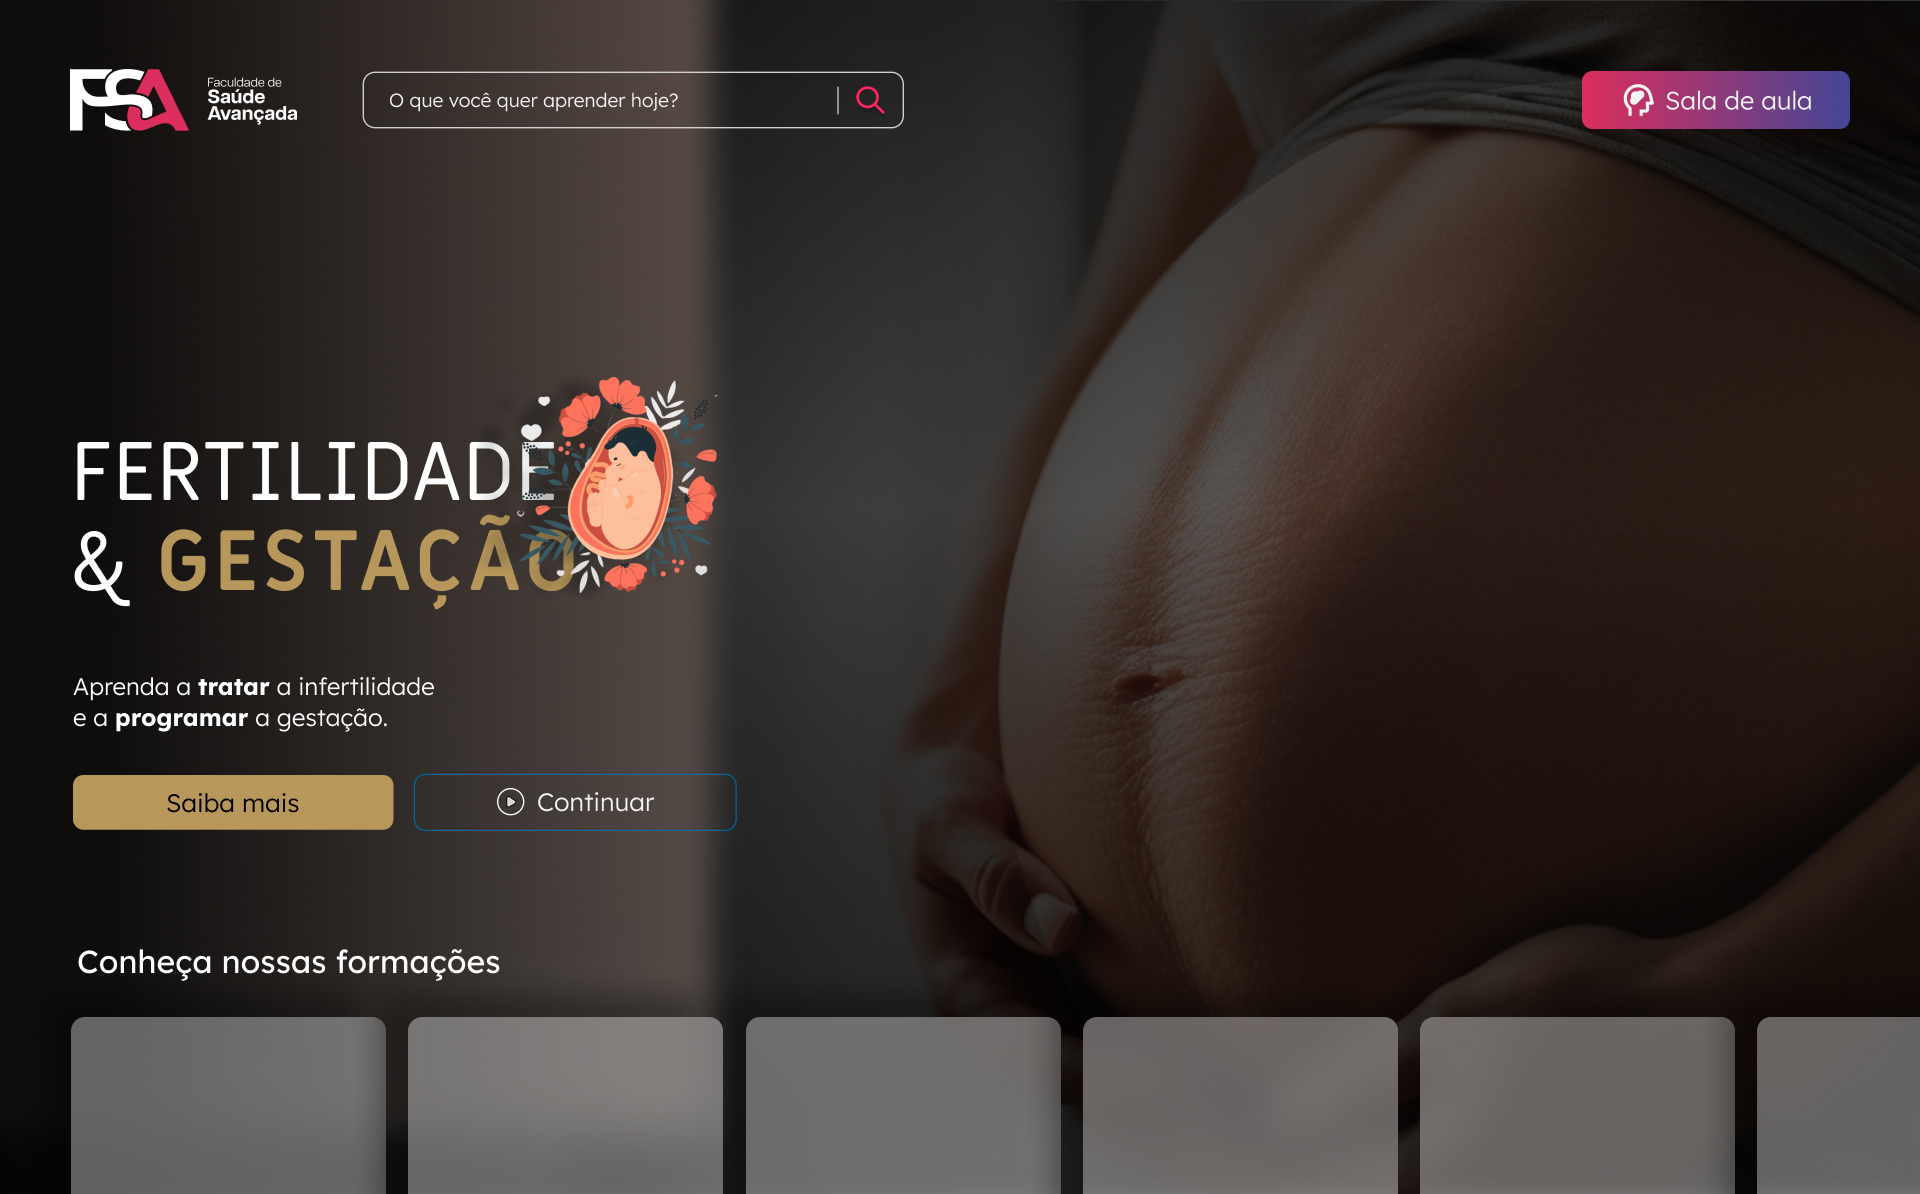 FSA
Faculdade de
Saúde
Avançada
O que você quer aprender hoje?
Sala de aula
FERTILIDADE
& GESTAÇÃO
Aprenda a tratar a infertilidade
e a programar a gestação.
Saiba mais
Continuar
Conheça nossas formações